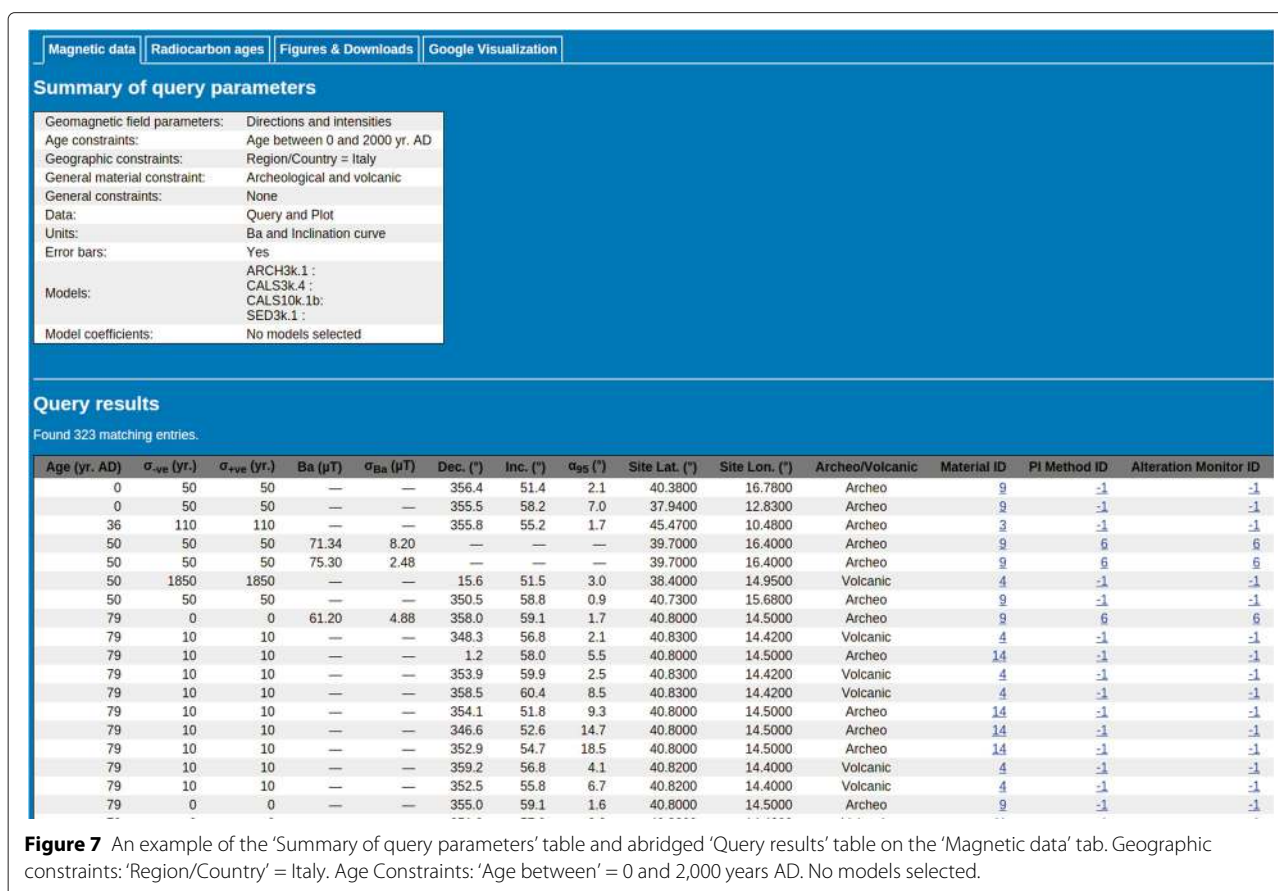 Magnetic data Radiocarbon ages Figures & Downloads Google Visualization
Summary of query parameters
Geomagnetic field parameters: Directions and intensities
Age constraints: Age between 0 and 2000 yr. AD
Geographic constraints: Region/Country = Italy
General material constraint: Archeological and volcanic
General constraints: None
Data: Query and Plot
Units: Ba and Inclination curve
Error bars: Yes
Models: ARCH3k.1 :
CALS3k.4 :
CALS10k.1b:
SED3k.1 :
Model coefficients: No models selected
Query results
Found 323 matching entries.
Age (yr. AD) σ-ve (yr.) σ+ve (yr.) Ba (μT) σBa (μT) Dec. (°) Inc. (°) α95 (°) Site Lat. (°) Site Lon. (°) Archeo/Volcanic Material ID PI Method ID Alteration Monitor ID
0 50 50 — — 356.4 51.4 2.1 40.3800 16.7800 Archeo 9 -1 -1
0 50 50 — — 355.5 58.2 7.0 37.9400 12.8300 Archeo 9 -1 -1
36 110 110 — — 355.8 55.2 1.7 45.4700 10.4800 Archeo 3 -1 -1
50 50 50 71.34 8.20 — — — 39.7000 16.4000 Archeo 9 6 6
50 50 50 75.30 2.48 — — — 39.7000 16.4000 Archeo 9 6 6
50 1850 1850 — — 15.6 51.5 3.0 38.4000 14.9500 Volcanic 4 -1 -1
50 50 50 — — 350.5 58.8 0.9 40.7300 15.6800 Archeo 9 -1 -1
79 0 0 61.20 4.88 358.0 59.1 1.7 40.8000 14.5000 Archeo 9 6 6
79 10 10 — — 348.3 56.8 2.1 40.8300 14.4200 Volcanic 4 -1 -1
79 10 10 — — 1.2 58.0 5.5 40.8000 14.5000 Archeo 14 -1 -1
79 10 10 — — 353.9 59.9 2.5 40.8300 14.4200 Volcanic 4 -1 -1
79 10 10 — — 358.5 60.4 8.5 40.8300 14.4200 Volcanic 4 -1 -1
79 10 10 — — 354.1 51.8 9.3 40.8000 14.5000 Archeo 14 -1 -1
79 10 10 — — 346.6 52.6 14.7 40.8000 14.5000 Archeo 14 -1 -1
79 10 10 — — 352.9 54.7 18.5 40.8000 14.5000 Archeo 14 -1 -1
79 10 10 — — 359.2 56.8 4.1 40.8200 14.4000 Volcanic 4 -1 -1
79 10 10 — — 352.5 55.8 6.7 40.8200 14.4000 Volcanic 4 -1 -1
79 0 0 — — 355.0 59.1 1.6 40.8000 14.5000 Archeo 9 -1 -1
Figure 7 An example of the ‘Summary of query parameters’ table and abridged ‘Query results’ table on the ‘Magnetic data’ tab. Geographic
constraints: ‘Region/Country’ = Italy. Age Constraints: ‘Age between’ = 0 and 2,000 years AD. No models selected.